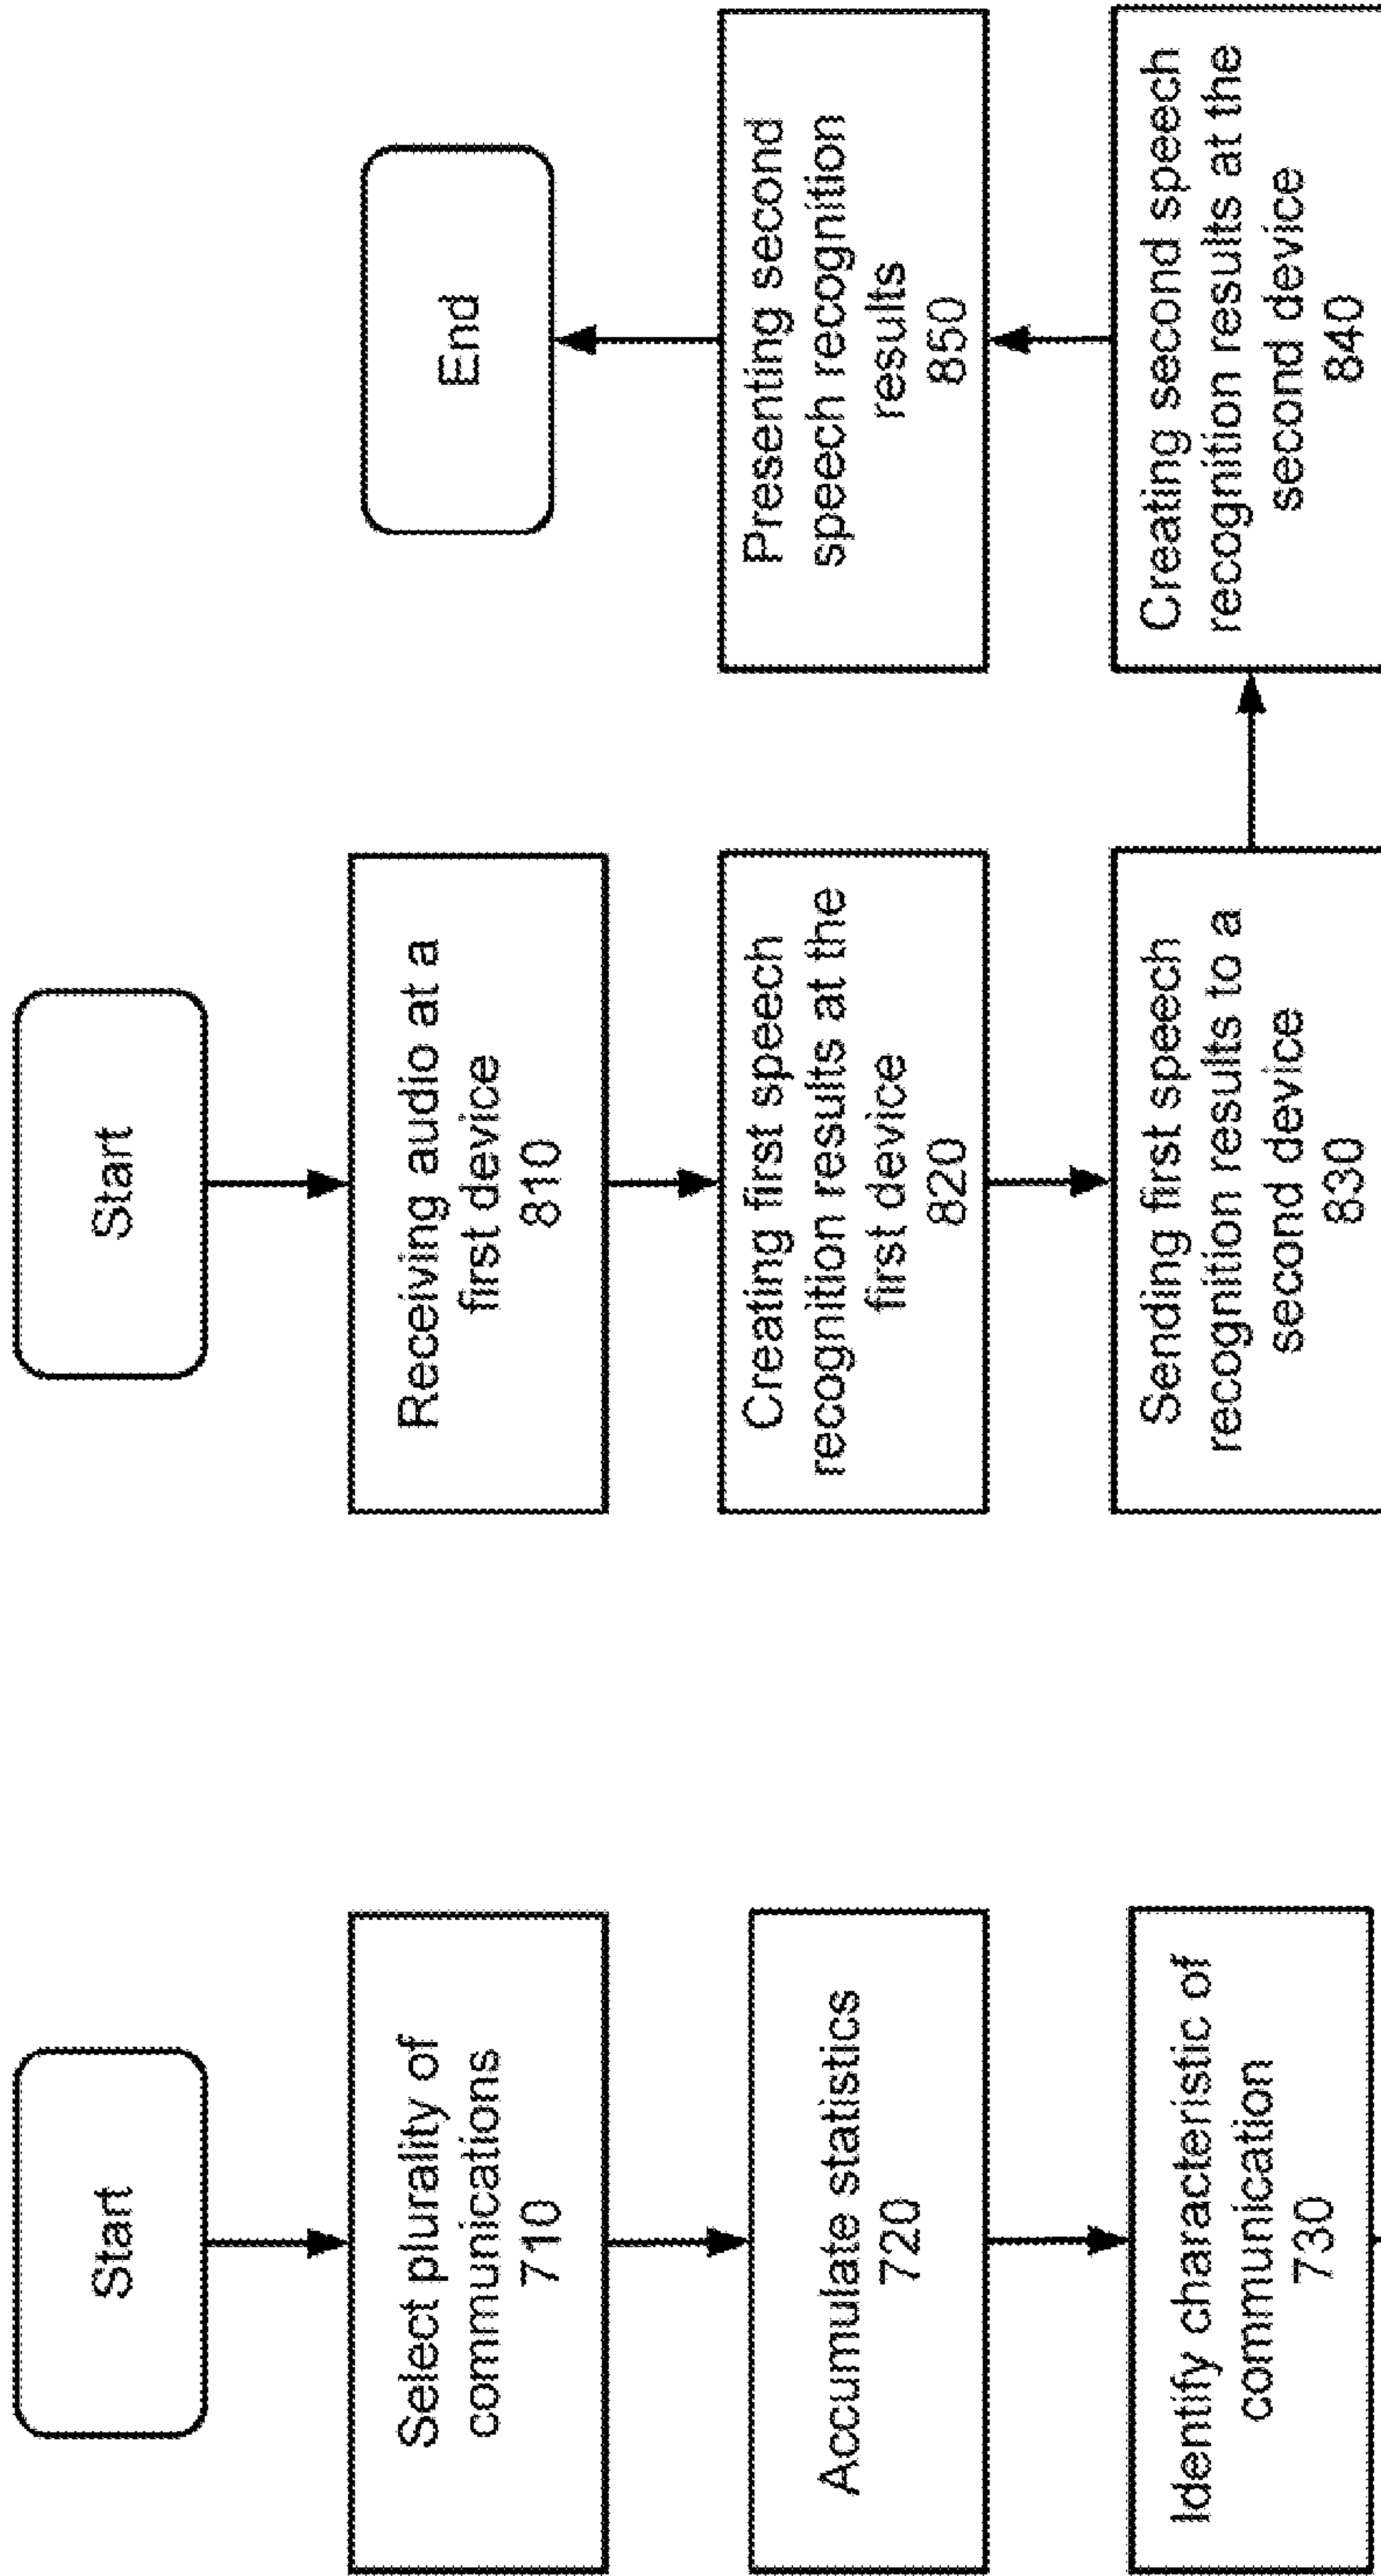 Start
Select plurality of
communications
710
Accumulate statistics
720
Identify characteristic of
communication
730
Start
Receiving audio at a
first device
810
Creating first speech
recognition results at the
first device
820
Sending first speech
recognition results to a
second device
830
End
Presenting second
speech recognition
results
850
Creating second speech
recognition results at the
second device
840